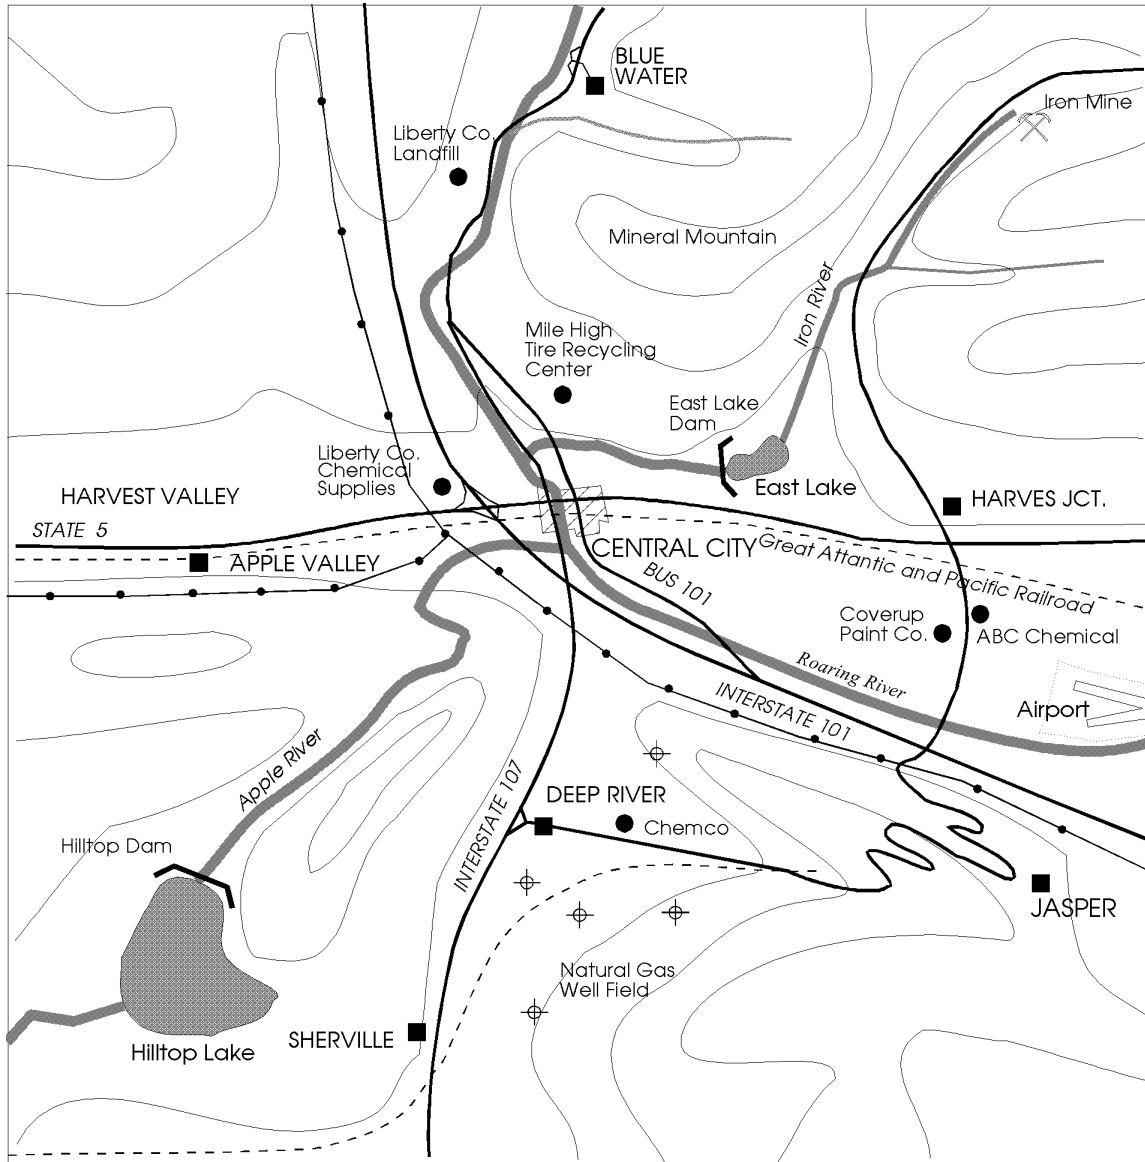 BLUE
WATER
Iron Mine
Liberty Co.
Landfill
Mineral Mountain
Iron River
Mile High
Tire Recycling
Center
East Lake
Dam
Liberty Co.
Chemical
Supplies
HARVEST VALLEY
East Lake
HARVES JCT.
STATE 5
CENTRAL CITY
Great Attantic and Pacific Railroad
APPLE VALLEY
BUS 101
Coverup
Paint Co.
ABC Chemical
Roaring River
INTERSTATE 101
Airport
Apple River
INTERSTATE 107
DEEP RIVER
Chemco
Hilltop Dam
JASPER
Natural Gas
Well Field
SHERVILLE
Hilltop Lake